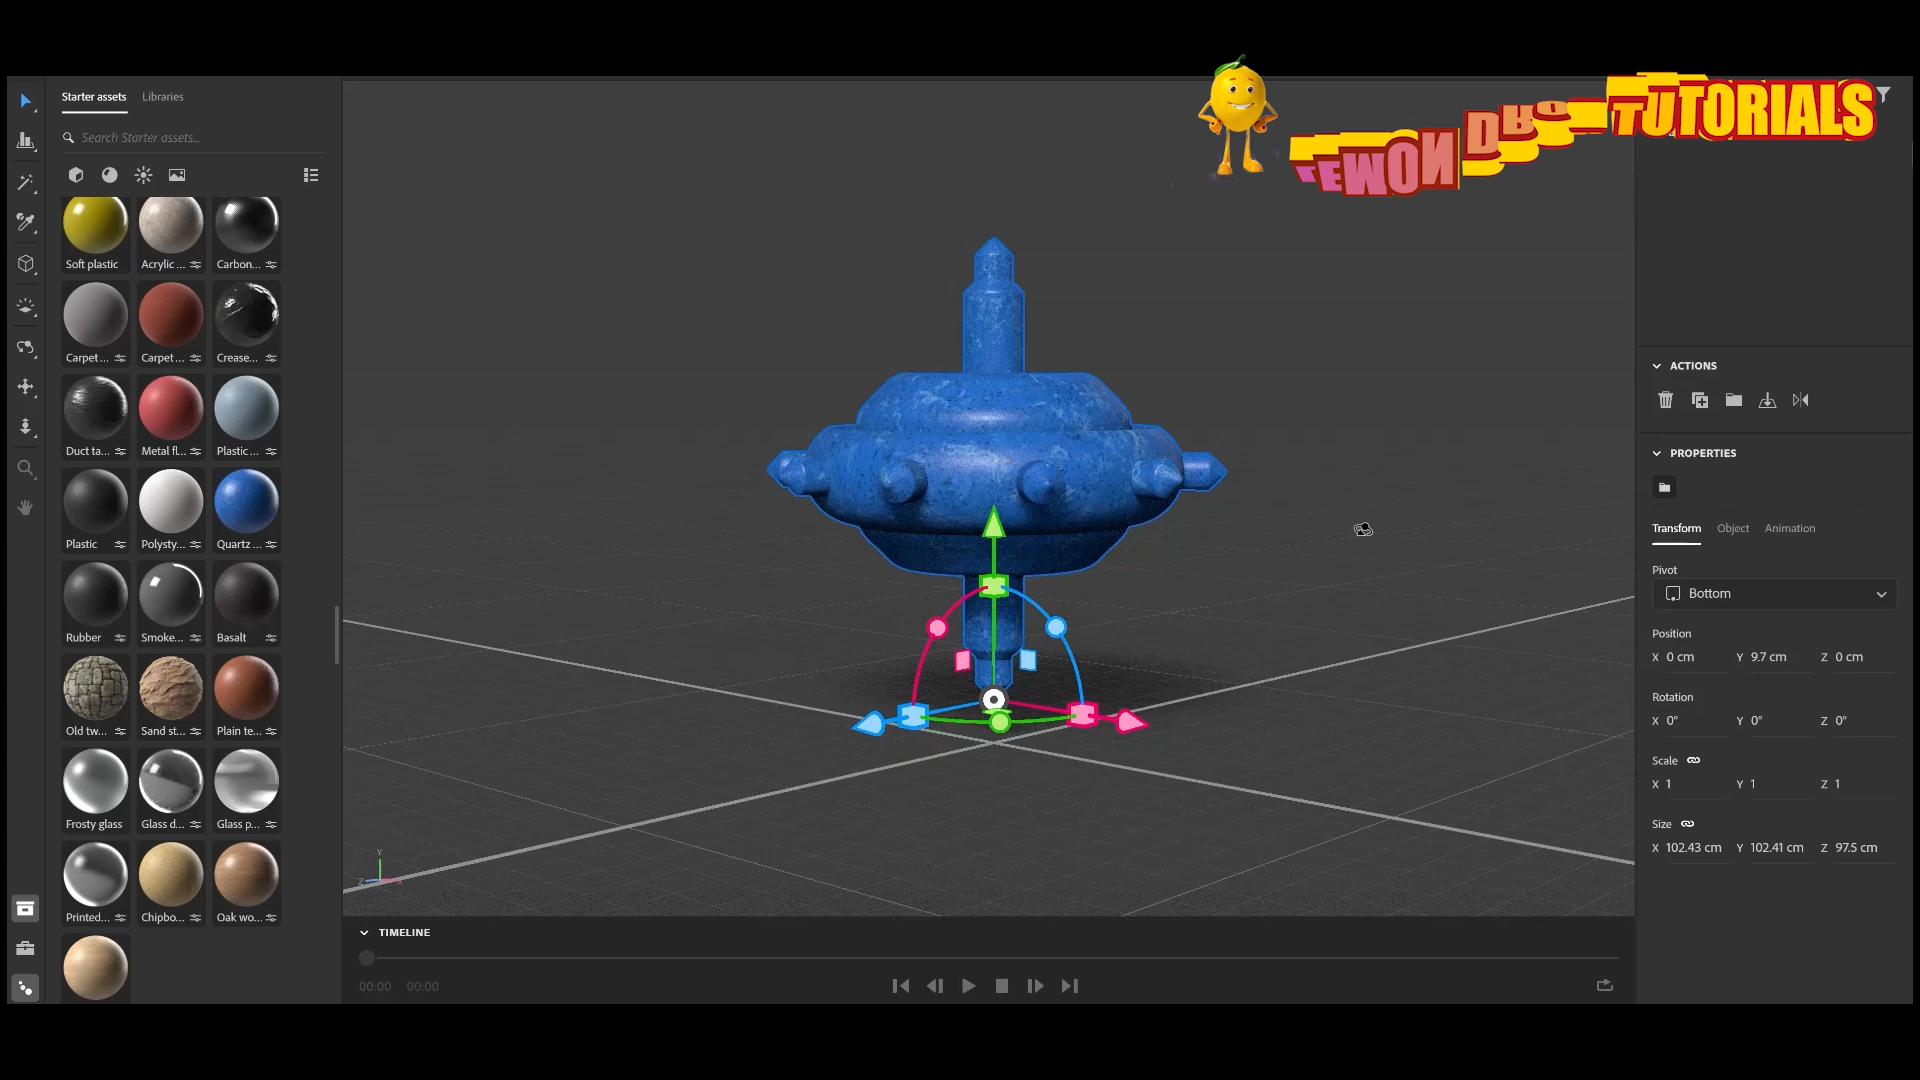 Starter assets Libraries
Search Starter assets...
Soft plastic Acrylic ... Carbon...
Carpet ... Carpet ... Crease...
Duct ta... Metal fl... Plastic ...
Plastic Polysty... Quartz ...
Rubber Smoke... Basalt
Old tw... Sand st... Plain te...
Frosty glass Glass d... Glass p...
Printed... Chipbo... Oak wo...
TUTORIALS
ACTIONS
PROPERTIES
Transform Object Animation
Pivot
Bottom
Position
X 0 cm Y 9.7 cm Z 0 cm
Rotation
X 0° Y 0° Z 0°
Scale
X 1 Y 1 Z 1
Size
X 102.43 cm Y 102.41 cm Z 97.5 cm
Y
Z X
TIMELINE
00:00 00:00